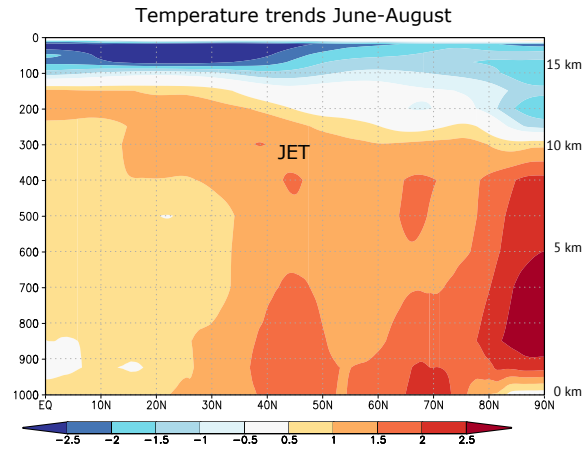 Temperature trends June-August
0
100
200
300
400
500
600
700
800
900
1000
15 km
10 km
5 km
0 km
JET
EQ 10N 20N 30N 40N 50N 60N 70N 80N 90N
-2.5 -2 -1.5 -1 -0.5 0.5 1 1.5 2 2.5